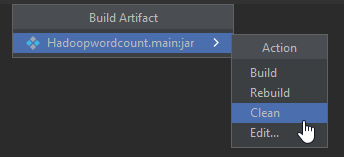 Build Artifact
Hadoopwordcount.main:jar
Action
Build
Rebuild
Clean
Edit...